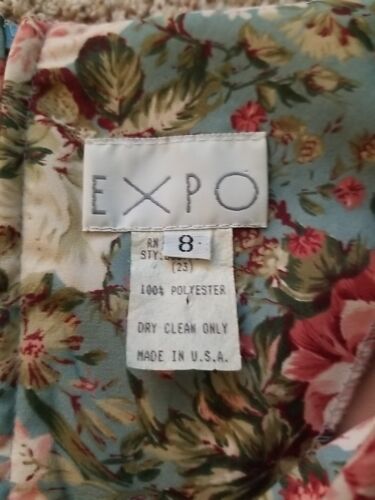 EXPO
RN 8
STY.
(23)
100% POLYESTER
DRY CLEAN ONLY
MADE IN U.S.A.